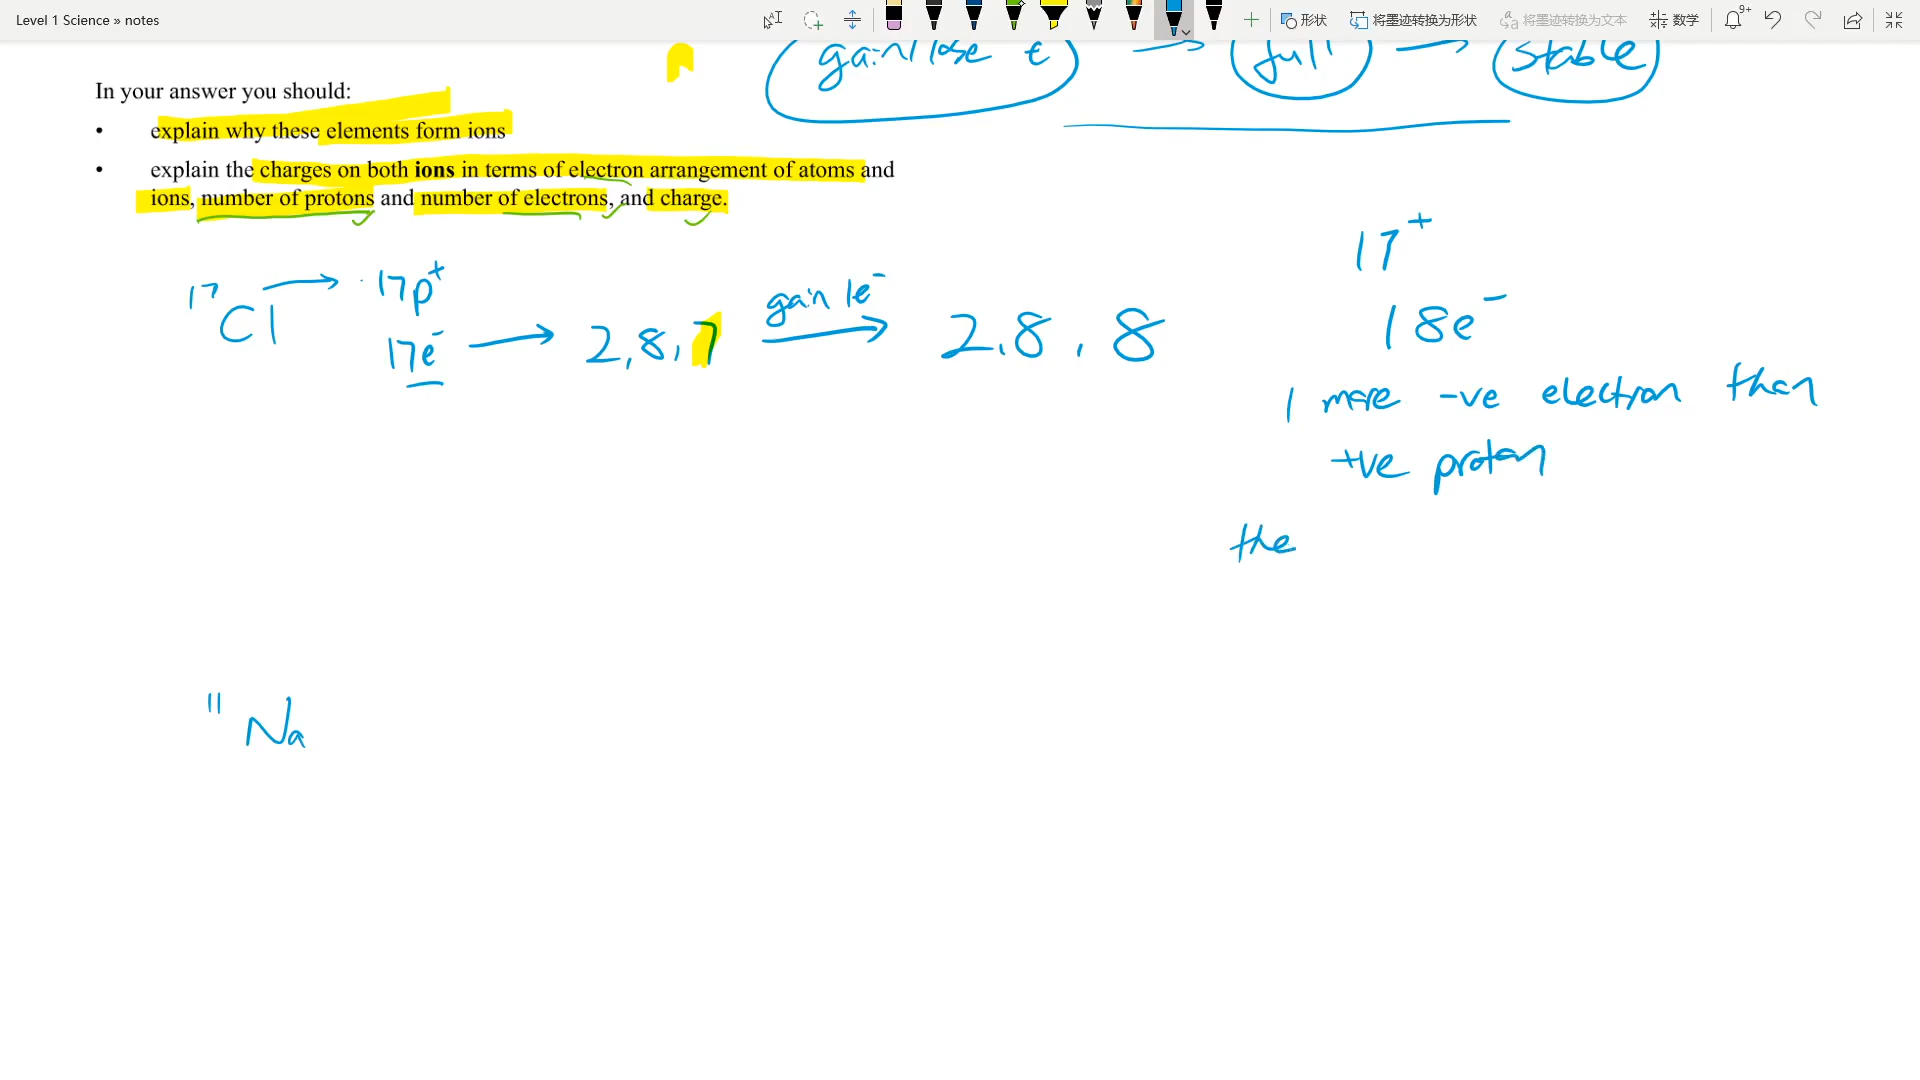 Level 1 Science » notes
形状 将墨迹转换为形状 将墨迹转换为文本 数学 9+
gain/lose e → full → stable
In your answer you should:
• explain why these elements form ions
• explain the charges on both ions in terms of electron arrangement of atoms and
ions, number of protons and number of electrons, and charge.
17+
17 Cl → 17p+
gain 1e-
17e- → 2,8,7 → 2,8,8
18e-
1 more -ve electron than
+ve proton
the
11 Na